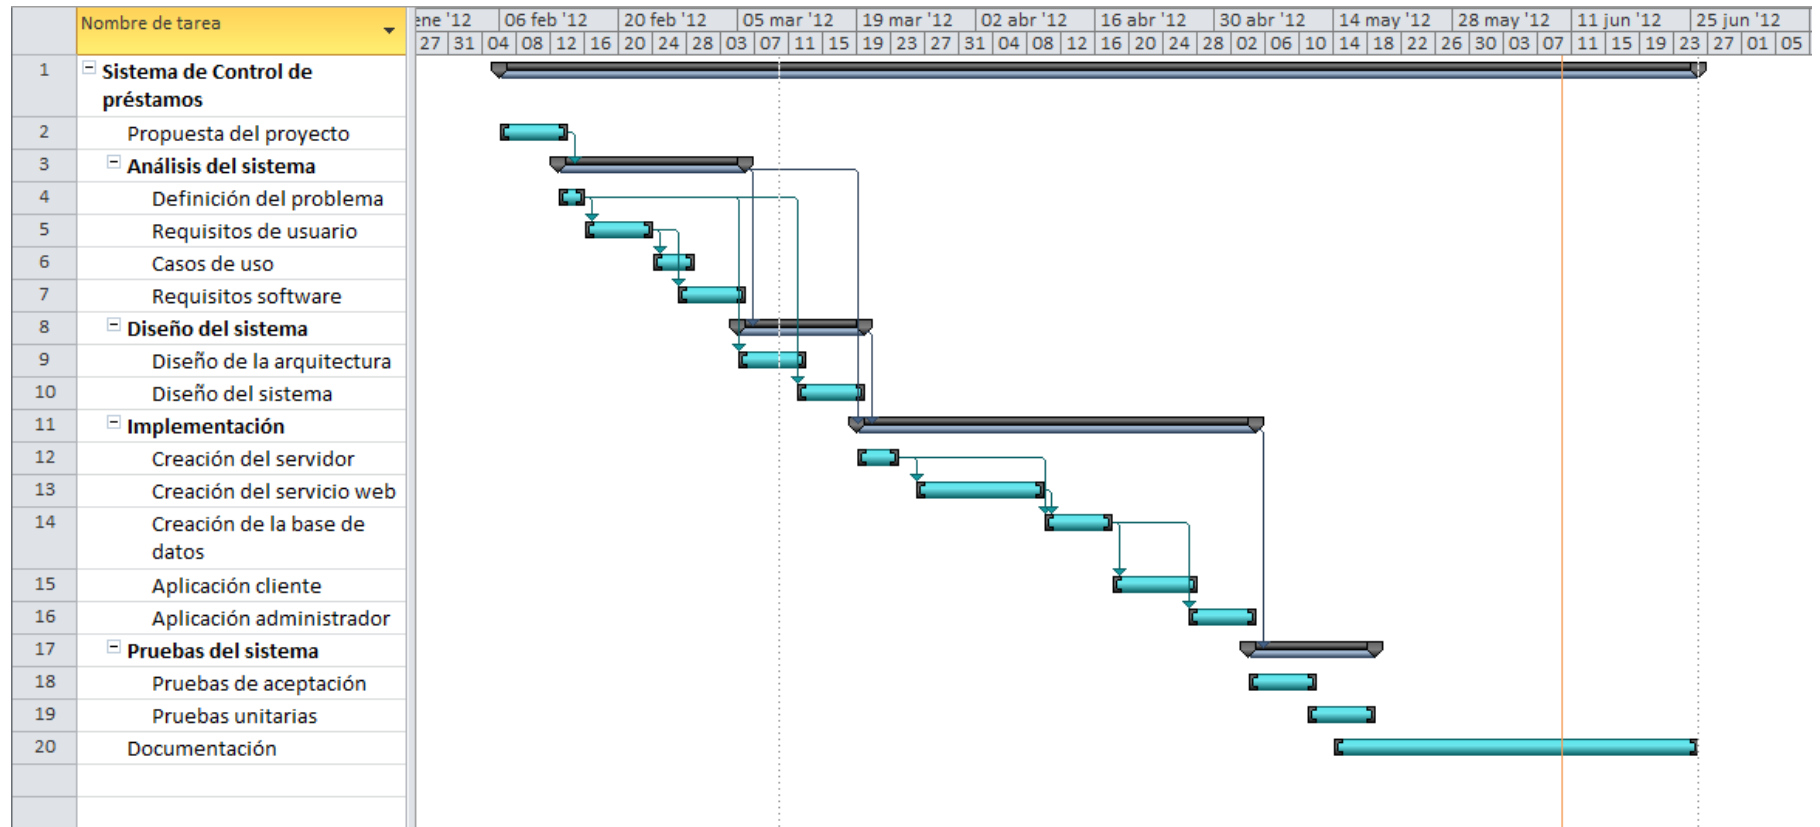 Nombre de tarea
ene '12 06 feb '12 20 feb '12 05 mar '12 19 mar '12 02 abr '12 16 abr '12 30 abr '12 14 may '12 28 may '12 11 jun '12 25 jun '12
27 31 04 08 12 16 20 24 28 03 07 11 15 19 23 27 31 04 08 12 16 20 24 28 02 06 10 14 18 22 26 30 03 07 11 15 19 23 27 01 05
1 Sistema de Control de
préstamos
2 Propuesta del proyecto
3 Análisis del sistema
4 Definición del problema
5 Requisitos de usuario
6 Casos de uso
7 Requisitos software
8 Diseño del sistema
9 Diseño de la arquitectura
10 Diseño del sistema
11 Implementación
12 Creación del servidor
13 Creación del servicio web
14 Creación de la base de
datos
15 Aplicación cliente
16 Aplicación administrador
17 Pruebas del sistema
18 Pruebas de aceptación
19 Pruebas unitarias
20 Documentación